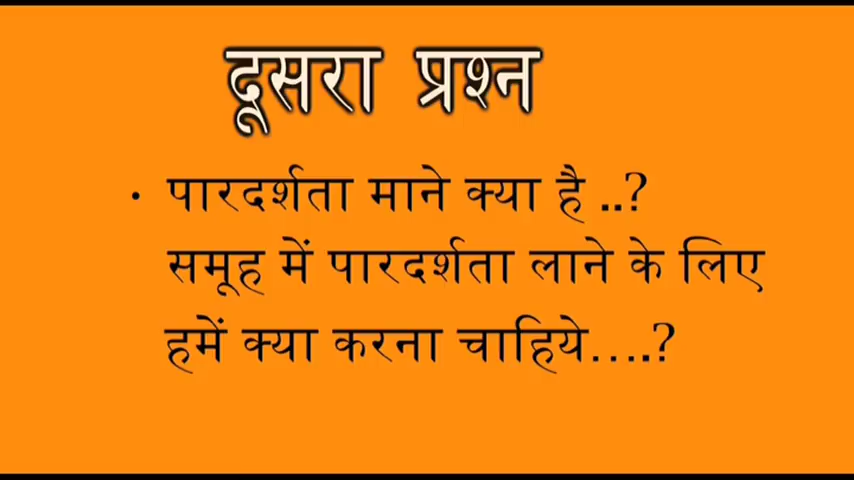 दूसरा प्रश्न
• पारदर्शता माने क्या है ..?
समूह में पारदर्शता लाने के लिए
हमें क्या करना चाहिये....?